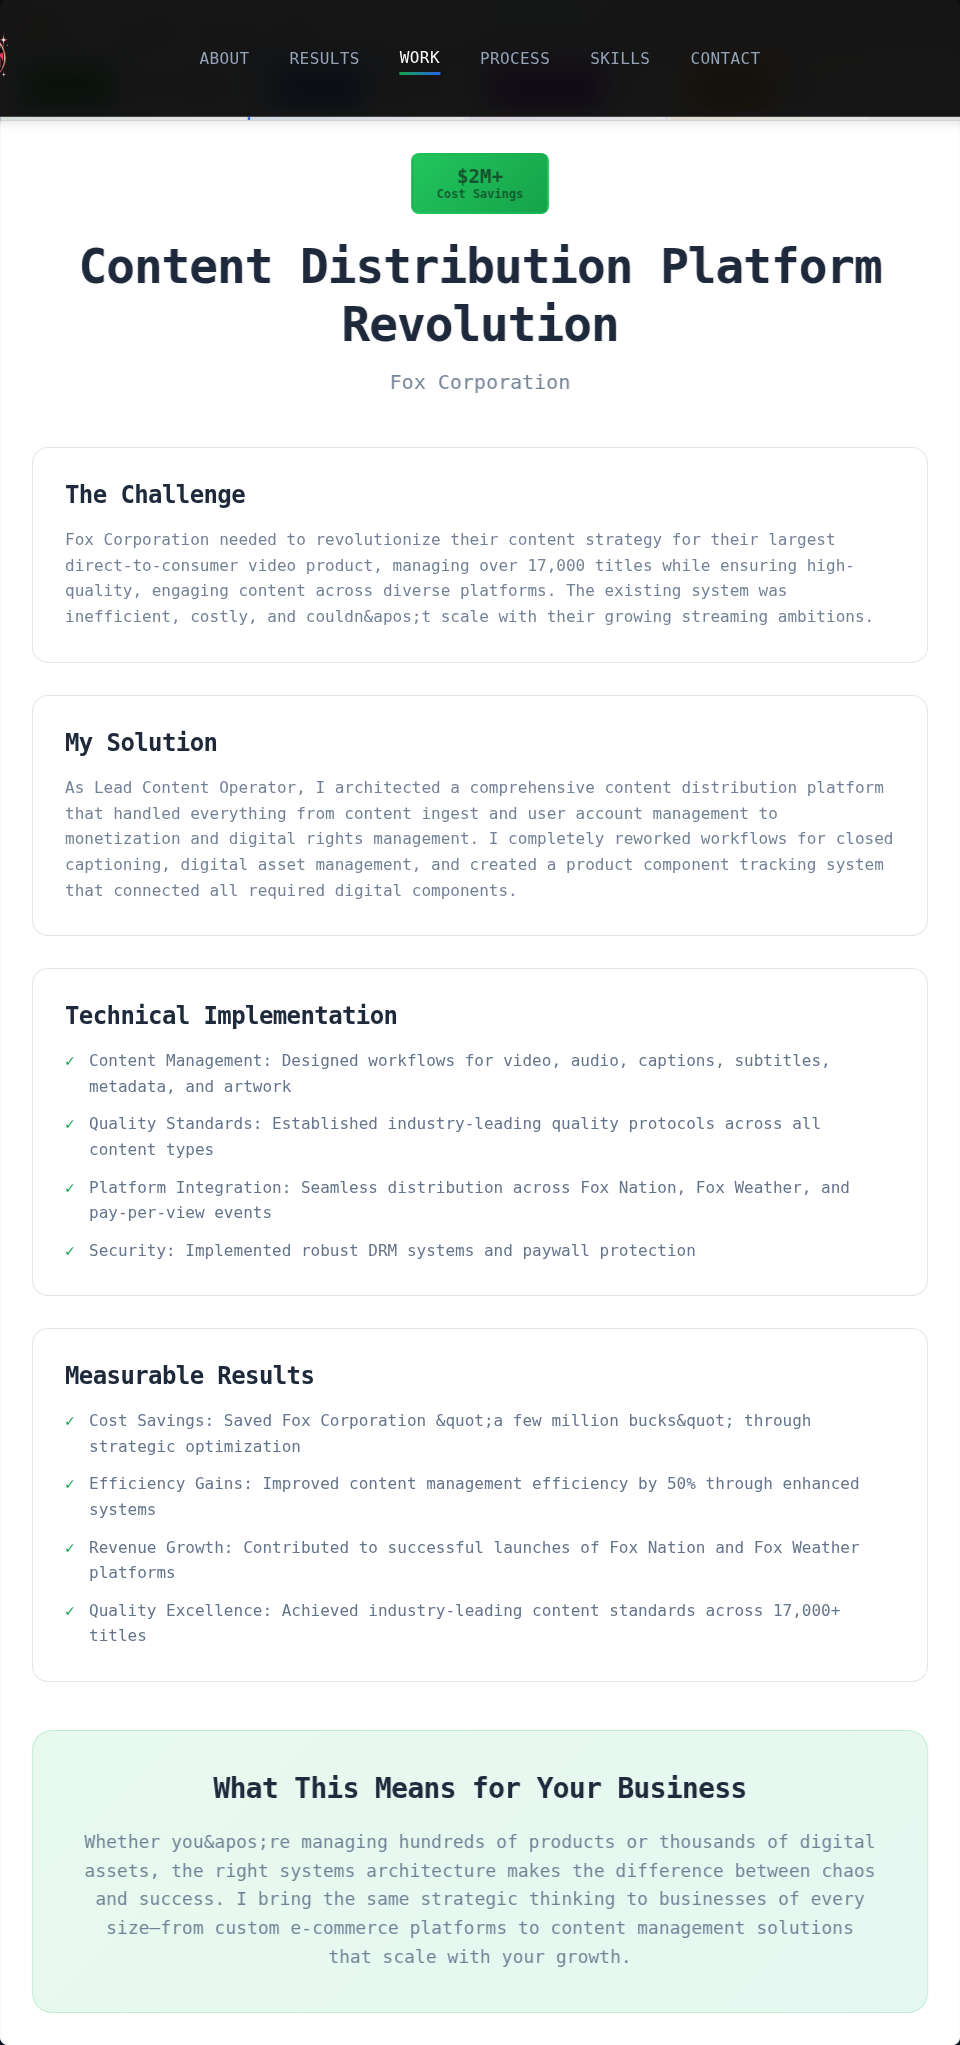 ABOUT RESULTS WORK PROCESS SKILLS CONTACT
$2M+
Cost Savings
Content Distribution Platform
Revolution
Fox Corporation
The Challenge
Fox Corporation needed to revolutionize their content strategy for their largest
direct-to-consumer video product, managing over 17,000 titles while ensuring high-
quality, engaging content across diverse platforms. The existing system was
inefficient, costly, and couldn&apos;t scale with their growing streaming ambitions.
My Solution
As Lead Content Operator, I architected a comprehensive content distribution platform
that handled everything from content ingest and user account management to
monetization and digital rights management. I completely reworked workflows for closed
captioning, digital asset management, and created a product component tracking system
that connected all required digital components.
Technical Implementation
✓ Content Management: Designed workflows for video, audio, captions, subtitles,
metadata, and artwork
✓ Quality Standards: Established industry-leading quality protocols across all
content types
✓ Platform Integration: Seamless distribution across Fox Nation, Fox Weather, and
pay-per-view events
✓ Security: Implemented robust DRM systems and paywall protection
Measurable Results
✓ Cost Savings: Saved Fox Corporation &quot;a few million bucks&quot; through
strategic optimization
✓ Efficiency Gains: Improved content management efficiency by 50% through enhanced
systems
✓ Revenue Growth: Contributed to successful launches of Fox Nation and Fox Weather
platforms
✓ Quality Excellence: Achieved industry-leading content standards across 17,000+
titles
What This Means for Your Business
Whether you&apos;re managing hundreds of products or thousands of digital
assets, the right systems architecture makes the difference between chaos
and success. I bring the same strategic thinking to businesses of every
size—from custom e-commerce platforms to content management solutions
that scale with your growth.